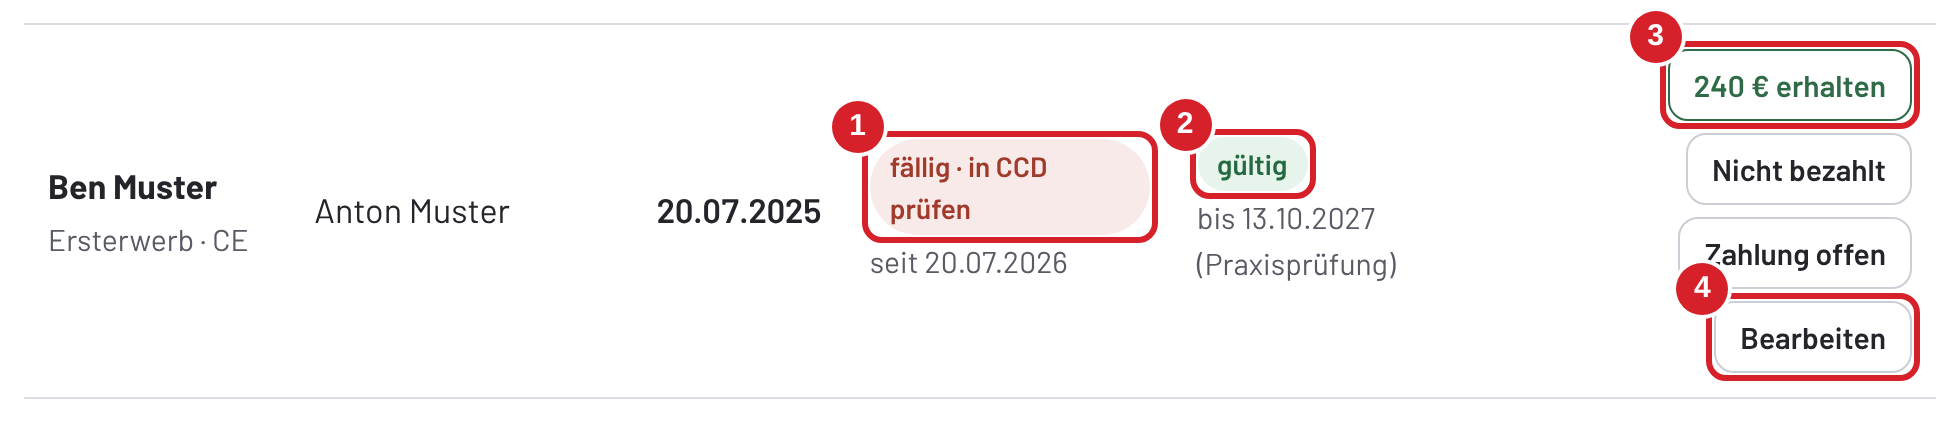 Ben Muster
Ersterwerb · CE
Anton Muster
20.07.2025
1
fällig · in CCD
prüfen
seit 20.07.2026
2
gültig
bis 13.10.2027
(Praxisprüfung)
3
240 € erhalten
Nicht bezahlt
Zahlung offen
4
Bearbeiten